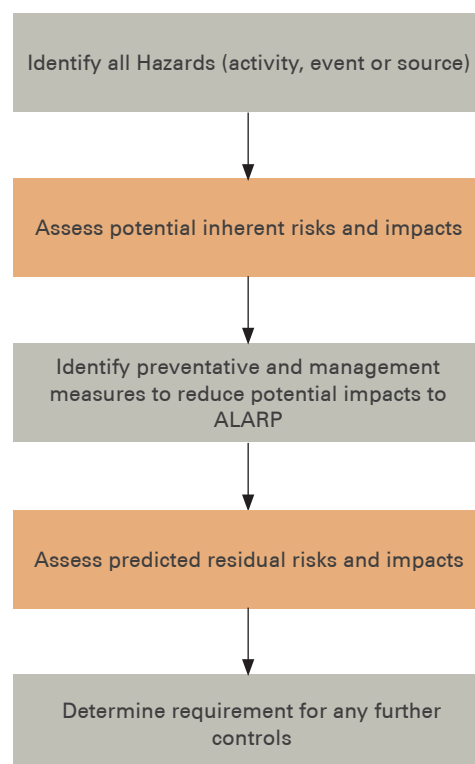 Identify all Hazards (activity, event or source)
Assess potential inherent risks and impacts
Identify preventative and management
measures to reduce potential impacts to
ALARP
Assess predicted residual risks and impacts
Determine requirement for any further
controls